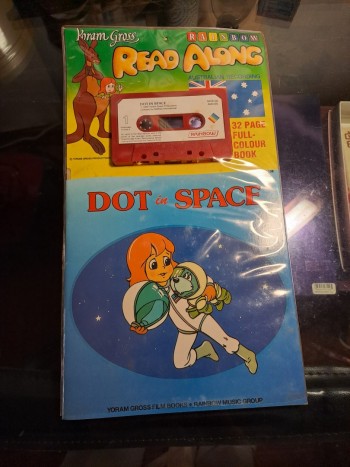 Yoram Gross
RAINBOW
READ ALONG
32 PAGE
FULL-
COLOUR
BOOK
1
DOT IN SPACE
RAINBOW
DOT in SPACE
YORAM GROSS FILM BOOKS • RAINBOW MUSIC GROUP